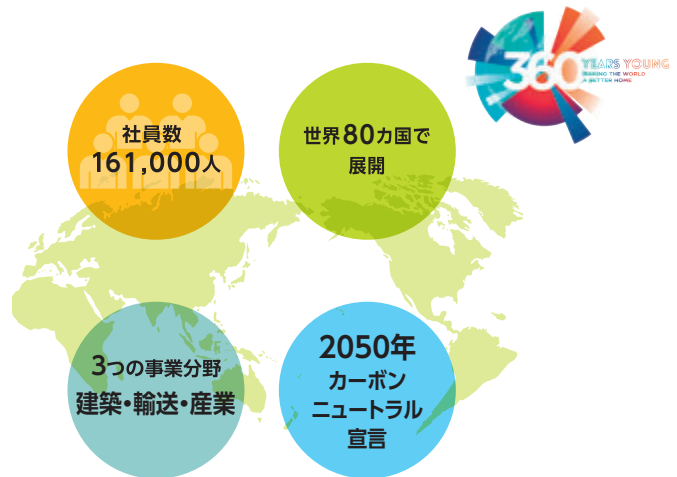 360 YEARS YOUNG
MAKING THE WORLD
A BETTER HOME
社員数
161,000人
世界80カ国で
展開
3つの事業分野
建築・輸送・産業
2050年
カーボン
ニュートラル
宣言